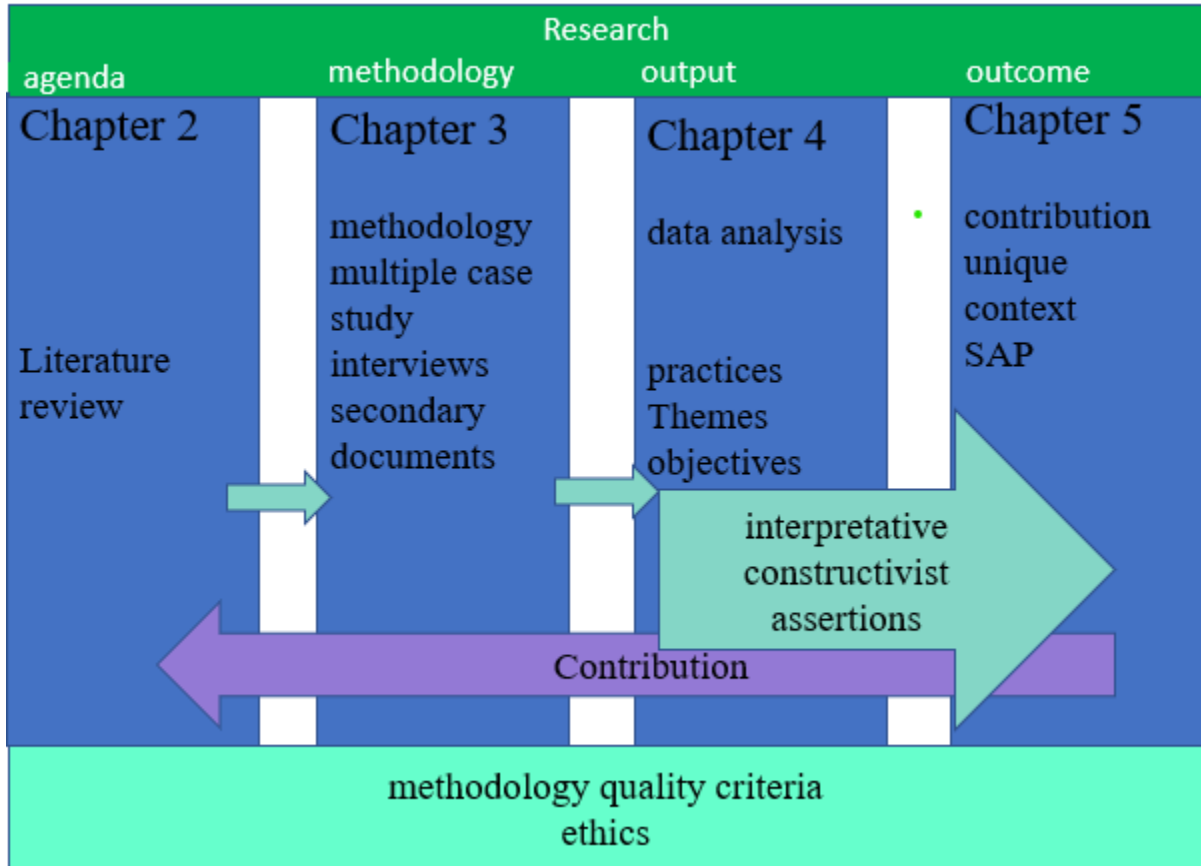 Research
agenda
methodology
output
outcome
Chapter 2
Literature
review
Chapter 3
methodology
multiple case
study
interviews
secondary
documents
Chapter 4
data analysis
practices
Themes
objectives
Chapter 5
contribution
unique
context
SAP
interpretative
constructivist
assertions
Contribution
methodology quality criteria
ethics